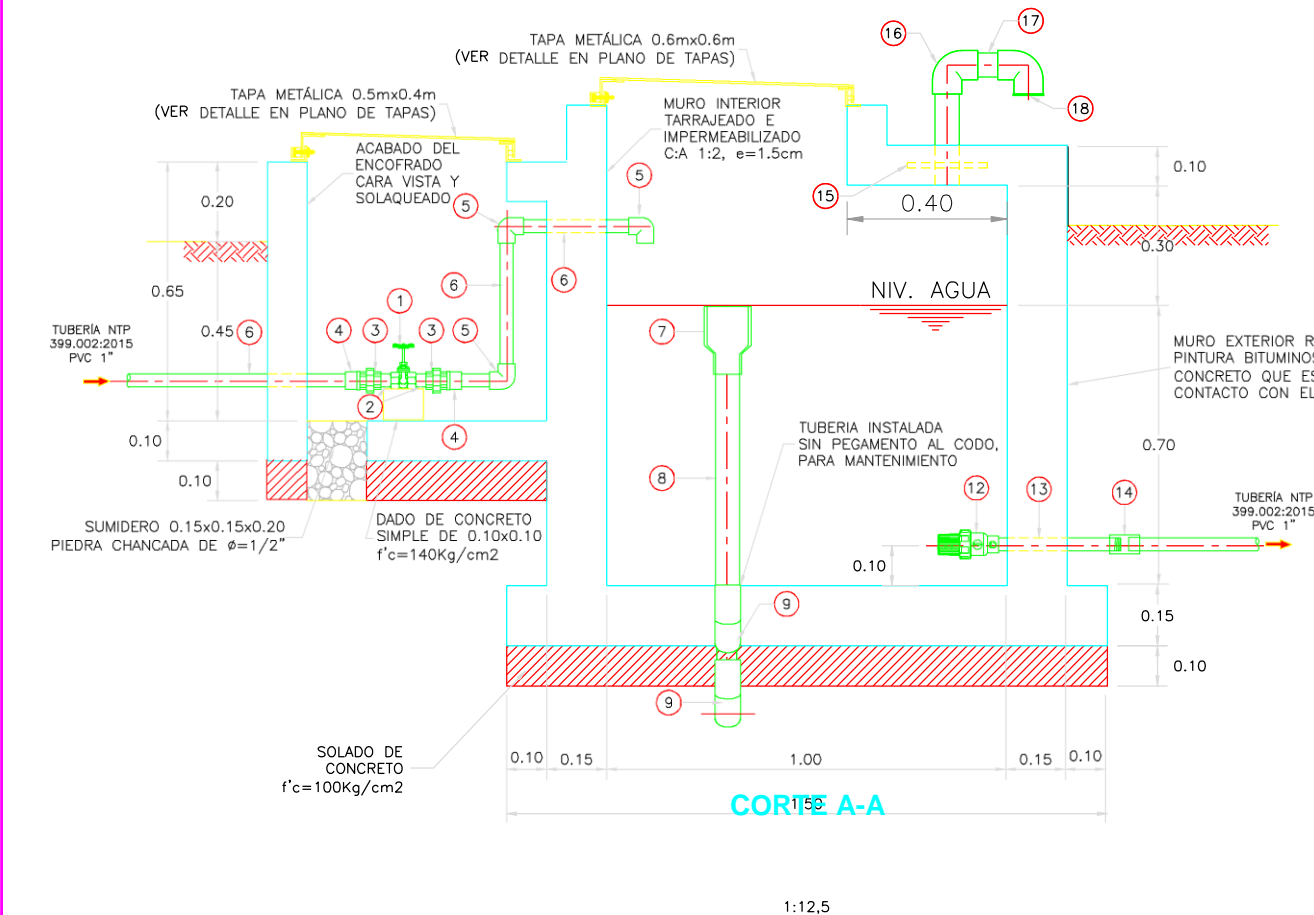 16
17
18
TAPA METÁLICA 0.6mx0.6m
(VER DETALLE EN PLANO DE TAPAS)
TAPA METÁLICA 0.5mx0.4m
(VER DETALLE EN PLANO DE TAPAS)
MURO INTERIOR
TARRAJEADO E
IMPERMEABILIZADO
C:A 1:2, e=1.5cm
ACABADO DEL
ENCOFRADO
CARA VISTA Y
SOLAQUEADO
0.10
15
5
5
0.20
0.40
0.30
6
6
0.65
1
NIV. AGUA
0.45
6
4
3
3
5
7
TUBERÍA NTP
399.002:2015
PVC 1"
MURO EXTERIOR R
PINTURA BITUMINOS
CONCRETO QUE ES
CONTACTO CON EL
2
4
0.10
0.70
TUBERIA INSTALADA
SIN PEGAMENTO AL CODO,
PARA MANTENIMIENTO
8
0.10
12
13
14
TUBERÍA NTP
399.002:2015
PVC 1"
SUMIDERO 0.15x0.15x0.20
PIEDRA CHANCADA DE ø=1/2"
DADO DE CONCRETO
SIMPLE DE 0.10x0.10
f'c=140Kg/cm2
0.10
9
0.15
0.10
9
SOLADO DE
CONCRETO
f'c=100Kg/cm2
0.10
0.15
1.00
0.15
0.10
1.50
CORTE A-A
1:12,5